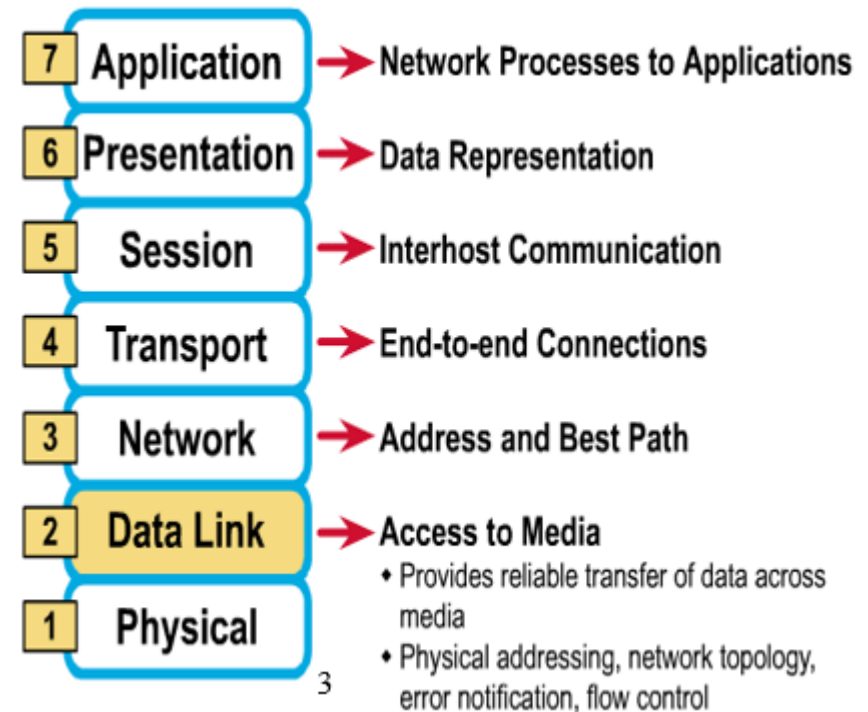 7 Application Network Processes to Applications
6 Presentation Data Representation
5 Session Interhost Communication
4 Transport End-to-end Connections
3 Network Address and Best Path
2 Data Link Access to Media
• Provides reliable transfer of data across
media
1 Physical
• Physical addressing, network topology,
error notification, flow control
3